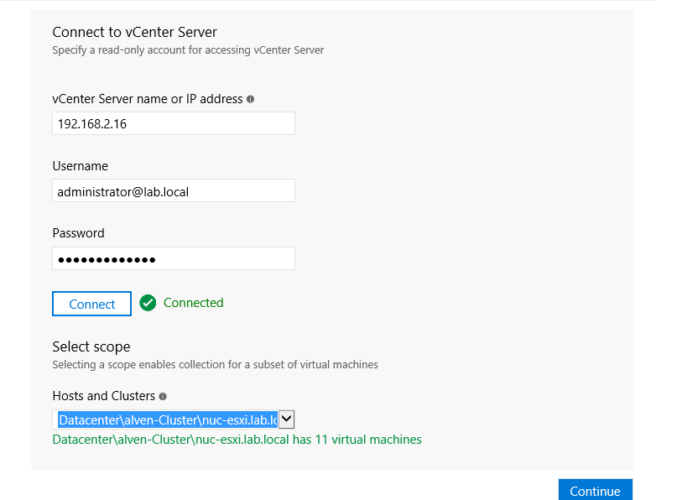 Connect to vCenter Server
Specify a read-only account for accessing vCenter Server
vCenter Server name or IP address
192.168.2.16
Username
administrator@lab.local
Password
•••••••••••••
Connect
Connected
Select scope
Selecting a scope enables collection for a subset of virtual machines
Hosts and Clusters
Datacenter\alven-Cluster\nuc-esxi.lab.lo
Datacenter\alven-Cluster\nuc-esxi.lab.local has 11 virtual machines
Continue